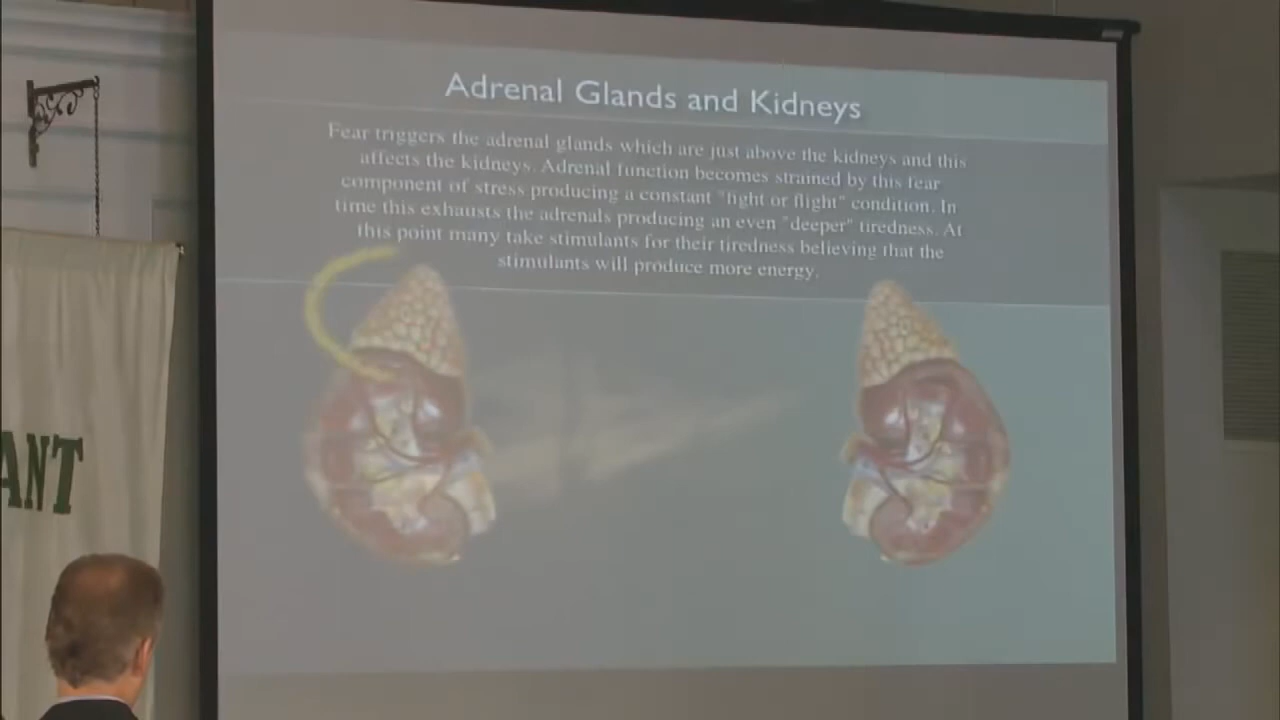 Adrenal Glands and Kidneys
Fear triggers the adrenal glands which are just above the kidneys and this
affects the kidneys. Adrenal function becomes strained by this fear
component of stress producing a constant "fight or flight" condition. In
time this exhausts the adrenals producing an even "deeper" tiredness. At
this point many take stimulants for their tiredness believing that the
stimulants will produce more energy.
ANT